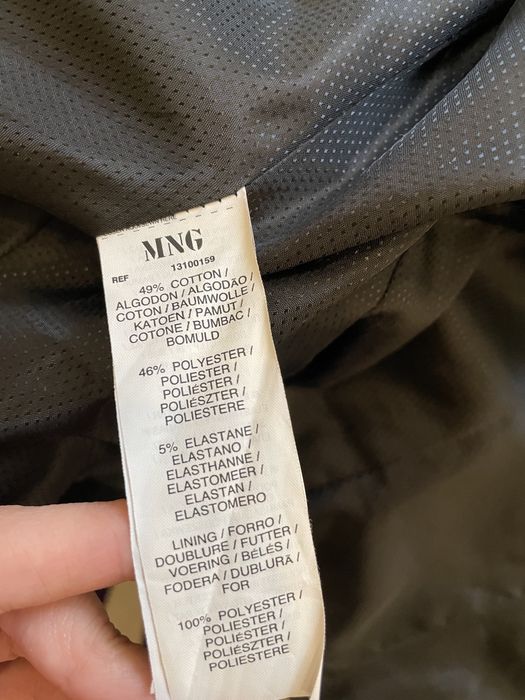 MNG
REF 13100159
49% COTTON /
ALGODON / ALGODÃO /
COTON / BAUMWOLLE /
KATOEN / PAMUT /
COTONE / BUMBAC /
BOMULD
46% POLYESTER /
POLIESTER /
POLIÉSTER /
POLIÉSZTER /
POLIESTERE
5% ELASTANE /
ELASTANO /
ELASTHANNE /
ELASTOMEER /
ELASTAN /
ELASTOMERO
LINING / FORRO /
DOUBLURE / FUTTER /
VOERING / BÉLÉS /
FODERA / DUBLURĂ /
FOR
100% POLYESTER /
POLIESTER /
POLIÉSTER /
POLIÉSZTER /
POLIESTERE